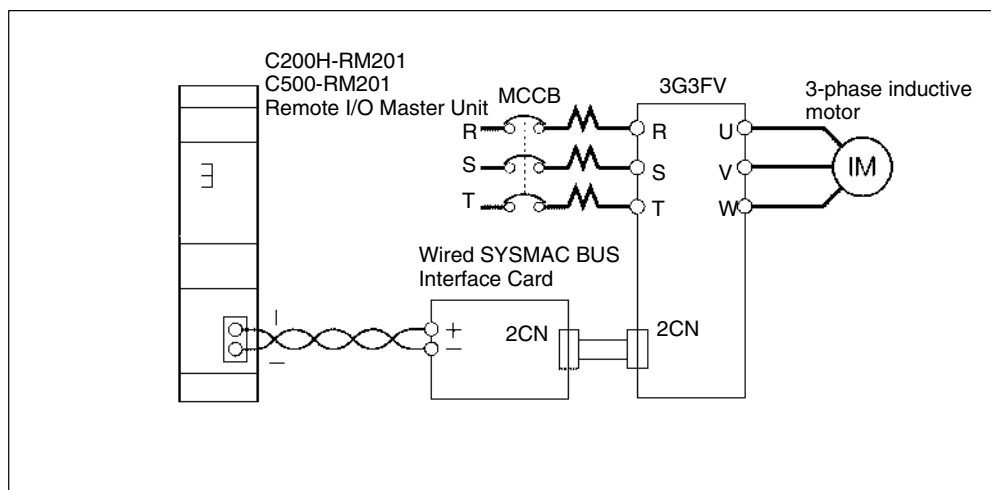 C200H-RM201
C500-RM201
Remote I/O Master Unit
MCCB
3G3FV
3-phase inductive
motor
R
R
U
S
S
V
IM
T
T
W
Wired SYSMAC BUS
Interface Card
+
−
2CN
2CN